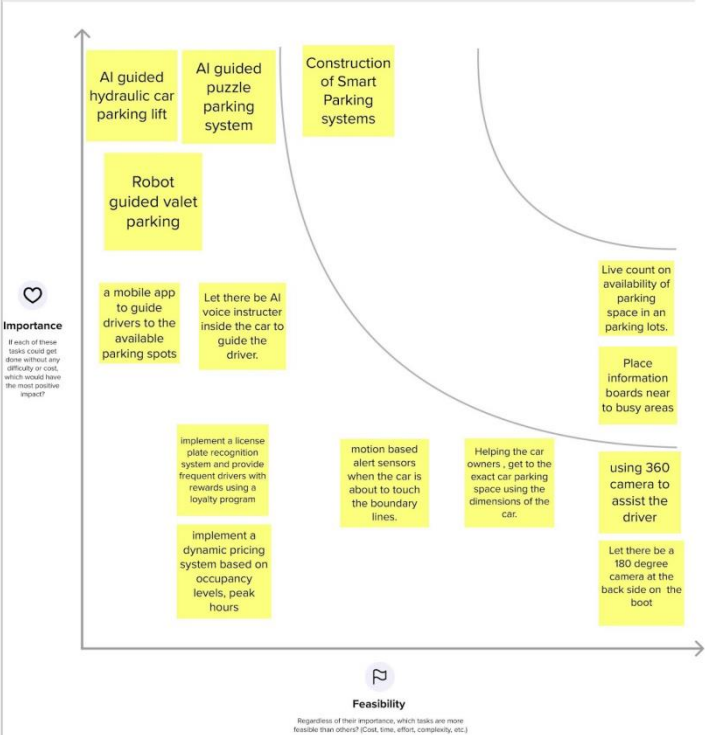 AI guided
hydraulic car
parking lift
AI guided
puzzle
parking
system
Construction
of Smart
Parking
systems
Robot
guided valet
parking
a mobile app
to guide
drivers to the
available
parking spots
Let there be AI
voice instructer
inside the car to
guide the
driver.
Live count on
availability of
parking
space in an
parking lots.
Place
information
boards near
to busy areas
Importance
If each of these
tasks could get
done without any
difficulty or cost,
which would have
the most positive
impact?
implement a license
plate recognition
system and provide
frequent drivers with
rewards using a
loyalty program
motion based
alert sensors
when the car is
about to touch
the boundary
lines.
Helping the car
owners , get to the
exact car parking
space using the
dimensions of the
car.
using 360
camera to
assist the
driver
implement a
dynamic pricing
system based on
occupancy
levels, peak
hours
Let there be a
180 degree
camera at the
back side on the
boot
Feasibility
Regardless of their importance, which tasks are more
feasible than others? (Cost, time, effort, complexity, etc.)